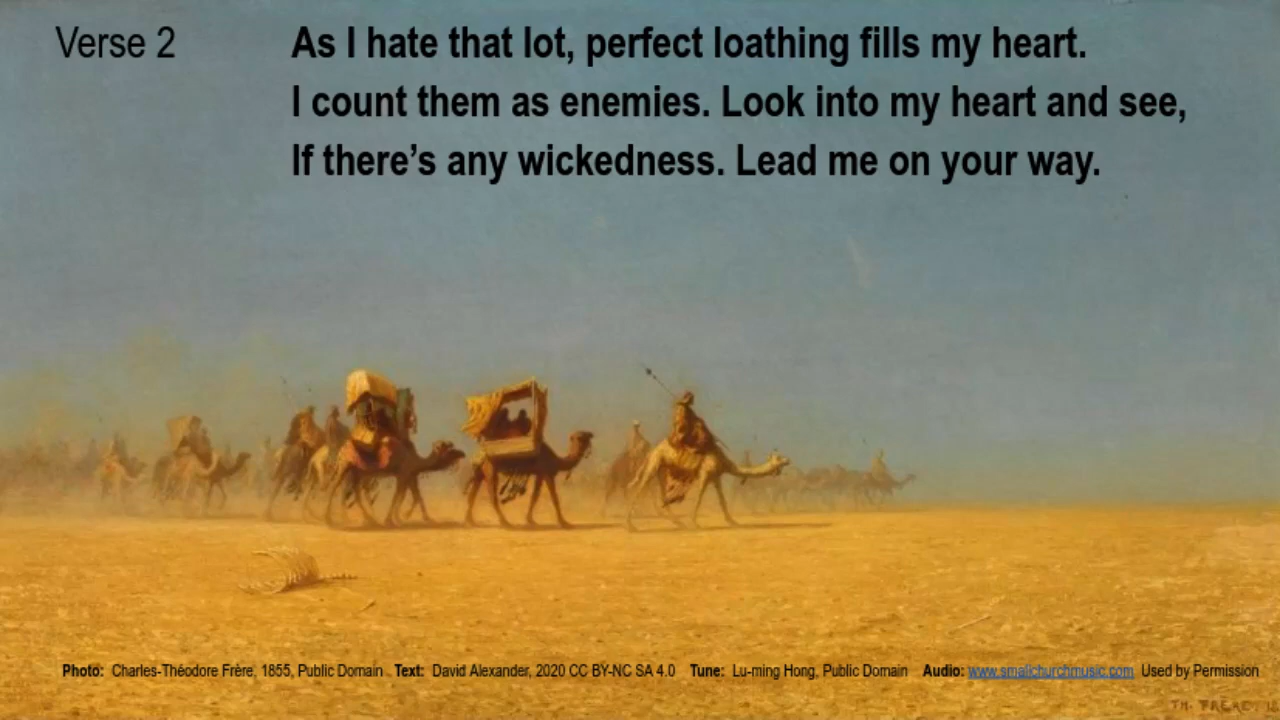 Verse 2
As I hate that lot, perfect loathing fills my heart.
I count them as enemies. Look into my heart and see,
If there’s any wickedness. Lead me on your way.
Photo: Charles-Théodore Frère, 1855, Public Domain Text: David Alexander, 2020 CC BY-NC SA 4.0 Tune: Lu-ming Hong, Public Domain Audio: www.smallchurchmusic.com Used by Permission
TH. FRERE.